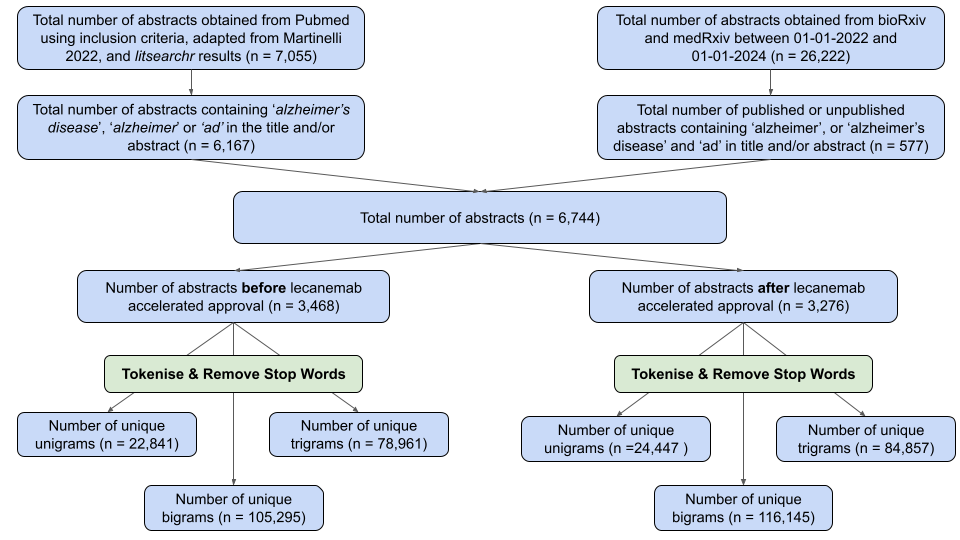 Total number of abstracts obtained from Pubmed
using inclusion criteria, adapted from Martinelli
2022, and litsearchr results (n = 7,055)
Total number of abstracts obtained from bioRxiv
and medRxiv between 01-01-2022 and
01-01-2024 (n = 26,222)
Total number of abstracts containing ‘alzheimer’s
disease’, ‘alzheimer’ or ‘ad’ in the title and/or
abstract (n = 6,167)
Total number of published or unpublished
abstracts containing ‘alzheimer’, or ‘alzheimer’s
disease’ and ‘ad’ in title and/or abstract (n = 577)
Total number of abstracts (n = 6,744)
Number of abstracts before lecanemab
accelerated approval (n = 3,468)
Number of abstracts after lecanemab
accelerated approval (n = 3,276)
Tokenise & Remove Stop Words
Tokenise & Remove Stop Words
Number of unique
unigrams (n = 22,841)
Number of unique
trigrams (n = 78,961)
Number of unique
unigrams (n =24,447 )
Number of unique
trigrams (n = 84,857)
Number of unique
bigrams (n = 105,295)
Number of unique
bigrams (n = 116,145)